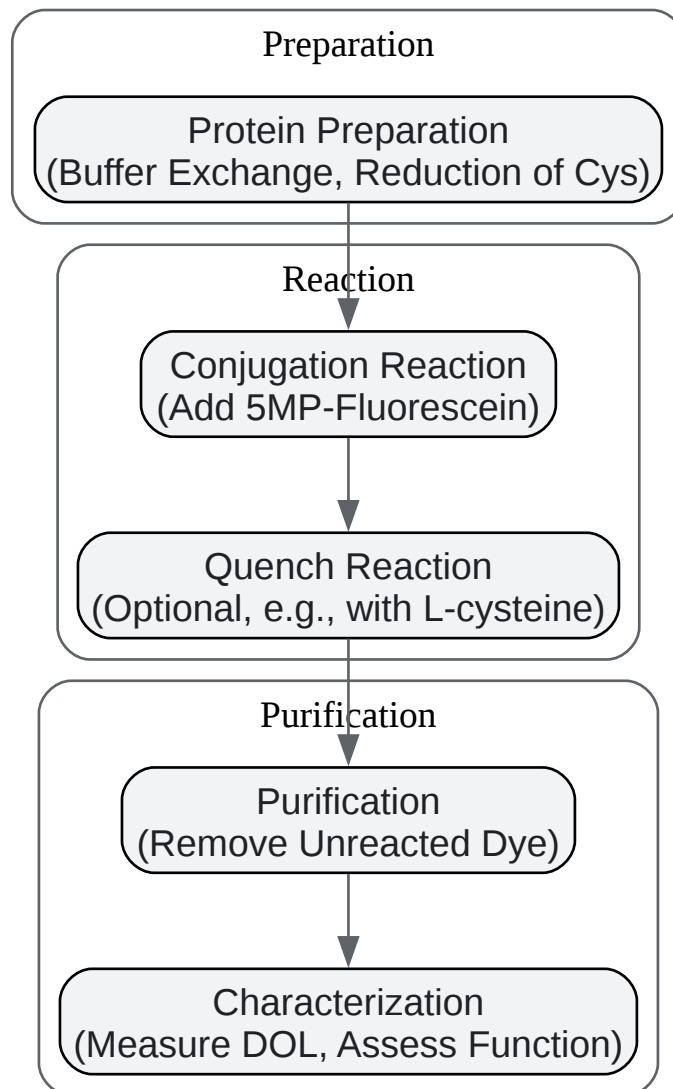 Preparation
Protein Preparation
(Buffer Exchange, Reduction of Cys)
Reaction
Conjugation Reaction
(Add 5MP-Fluorescein)
Quench Reaction
(Optional, e.g., with L-cysteine)
Purification
Purification
(Remove Unreacted Dye)
Characterization
(Measure DOL, Assess Function)